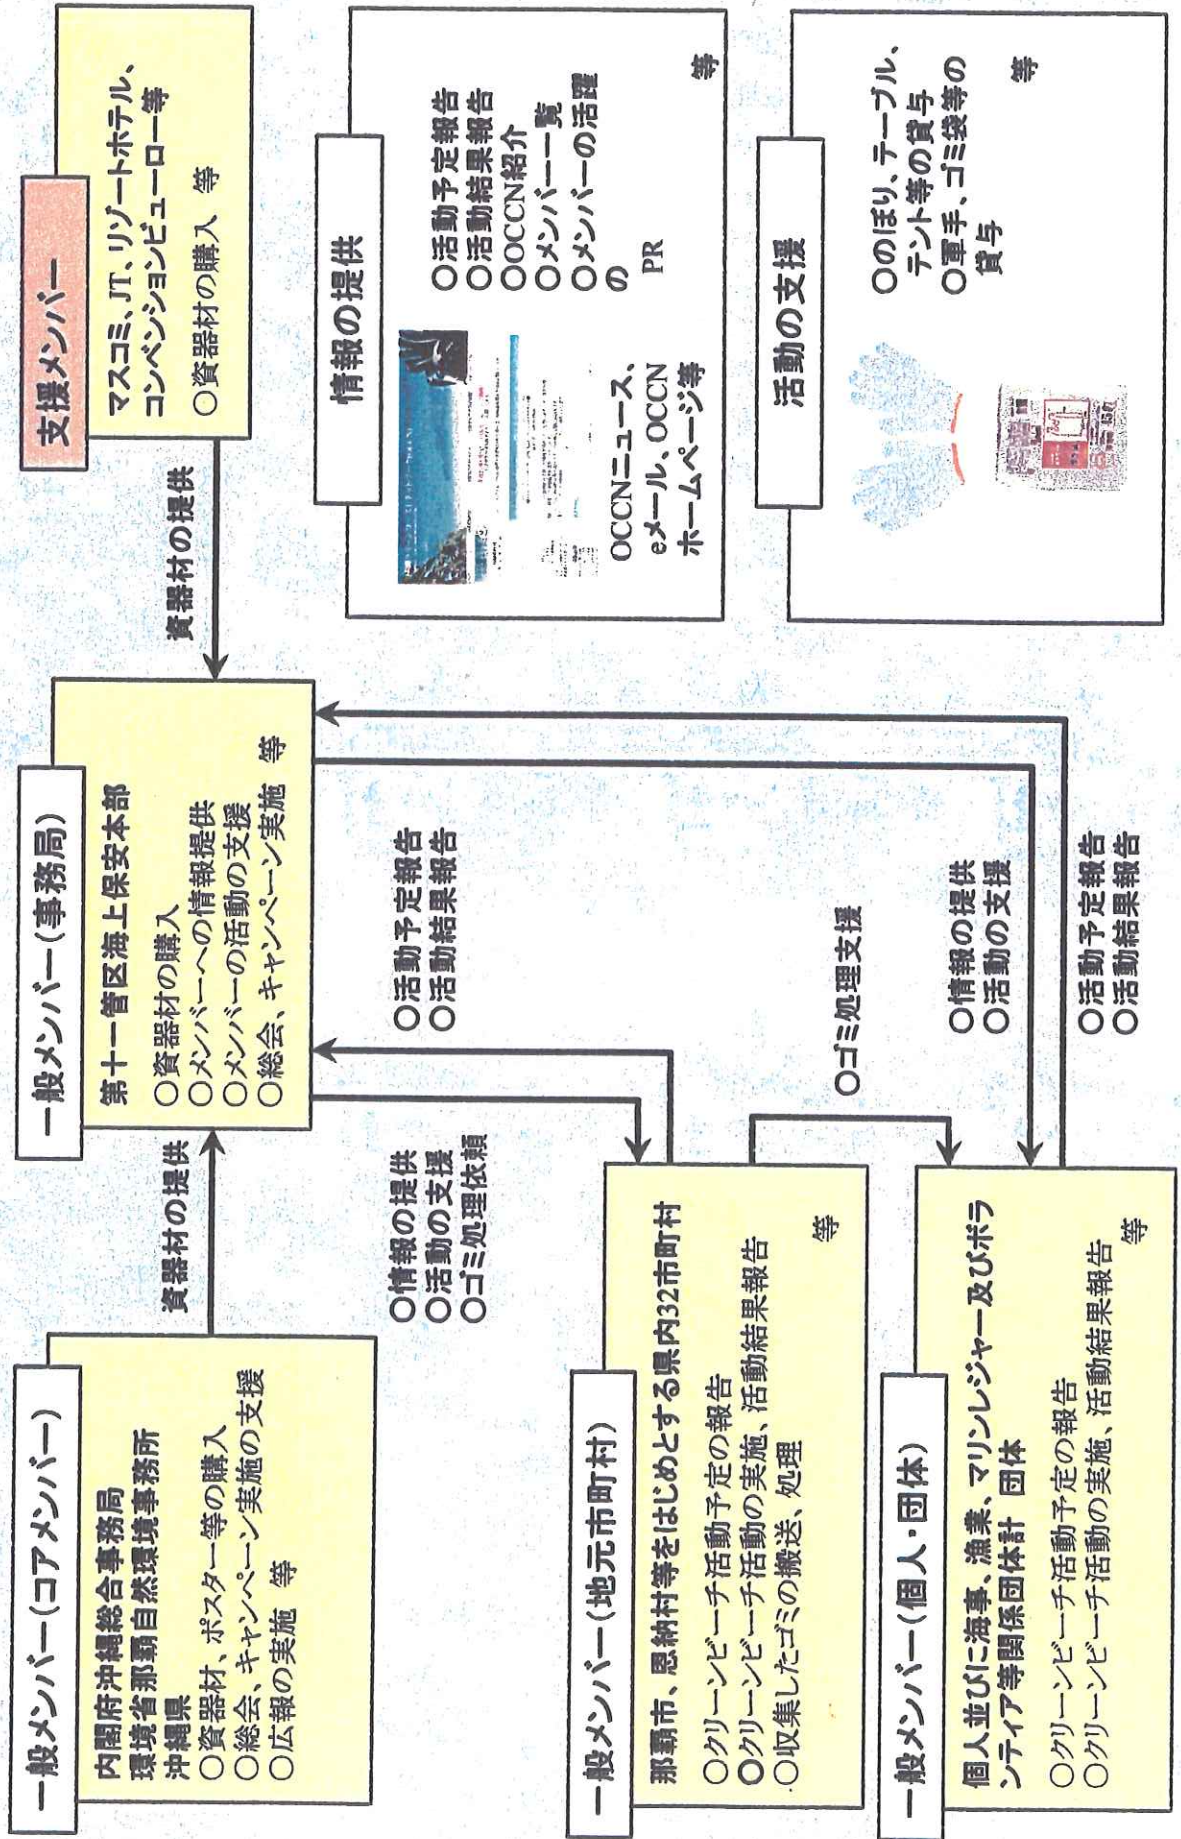 一般メンバー(コアメンバー)
内閣府沖縄総合事務局
環境省那覇自然環境事務所
沖縄県
○資器材、ポスター等の購入
○総会、キャンペーン実施の支援
○広報の実施 等
資器材の提供
一般メンバー(事務局)
第十一管区海上保安本部
○資器材の購入
○メンバーへの情報提供
○メンバーの活動の支援
○総会、キャンペーン実施 等
資器材の提供
支援メンバー
マスコミ、JT、リゾートホテル、
コンベンションビューロー等
○資器材の購入 等
○情報の提供
○活動の支援
○ゴミ処理依頼
○活動予定報告
○活動結果報告
一般メンバー(地元市町村)
那覇市、恩納村等をはじめとする県内32市町村
○クリーンビーチ活動予定の報告
○クリーンビーチ活動の実施、活動結果報告
○収集したゴミの搬送、処理
等
○ゴミ処理支援
一般メンバー(個人・団体)
個人並びに海事、漁業、マリンレジャー及びボラ
ンティア等関係団体計 団体
○クリーンビーチ活動予定の報告
○クリーンビーチ活動の実施、活動結果報告
等
○情報の提供
○活動の支援
○活動予定報告
○活動結果報告
情報の提供
○活動予定報告
○活動結果報告
○OCCN紹介
○メンバー一覧
○メンバーの活躍
の
PR
等
OCCNニュース、
eメール、OCCN
ホームページ等
活動の支援
○のぼり、テーブル、
テント等の貸与
○軍手、ゴミ袋等の
貸与
等